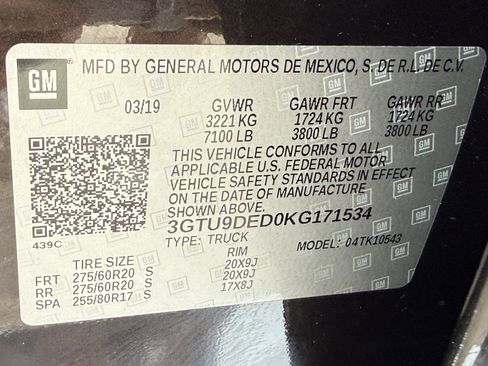 GM MFD BY GENERAL MOTORS DE MEXICO, S. DE R.L. DE C.V.
03/19 GVWR GAWR FRT GAWR RR
3221 KG 1724 KG 1724 KG
7100 LB 3800 LB 3800 LB
THIS VEHICLE CONFORMS TO ALL
APPLICABLE U.S. FEDERAL MOTOR
VEHICLE SAFETY STANDARDS IN EFFECT
ON THE DATE OF MANUFACTURE
SHOWN ABOVE.
3GTU9DED0KG171534
439C TYPE: TRUCK MODEL: 04TK10543
TIRE SIZE RIM
FRT 275/60R20 S 20X9J
RR 275/60R20 S 20X9J
SPA 255/80R17 S 17X8J